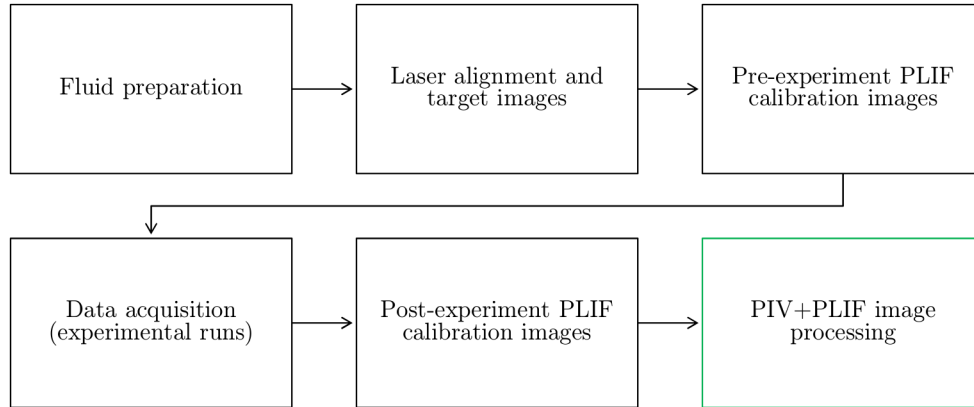 Fluid preparation
Laser alignment and
target images
Pre-experiment PLIF
calibration images
Data acquisition
(experimental runs)
Post-experiment PLIF
calibration images
PIV+PLIF image
processing